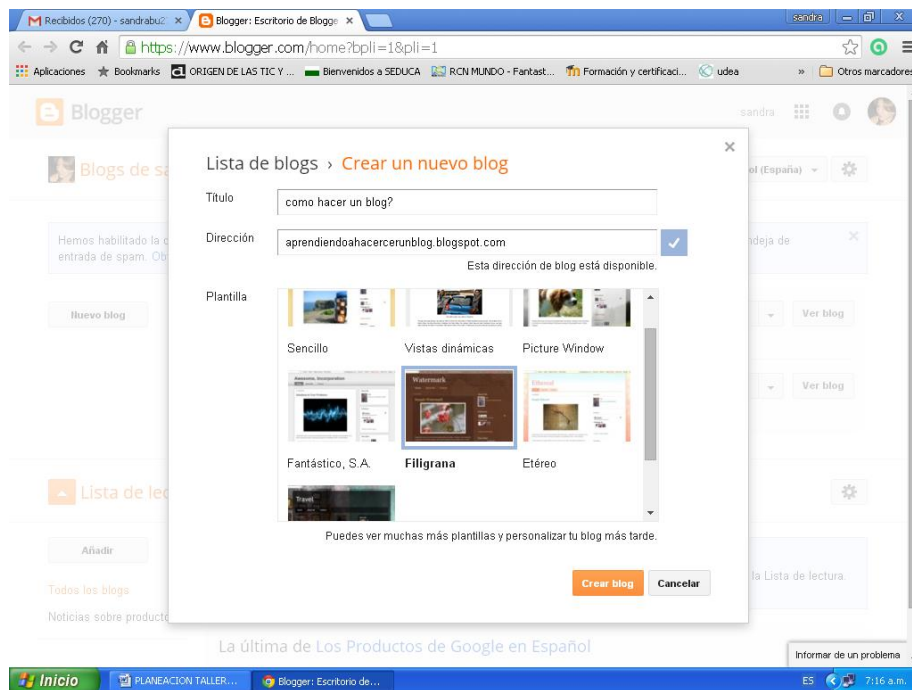 Recibidos (270) - sandrabu2
Blogger: Escritorio de Blogge
sandra
https://www.blogger.com/home?bpli=1&pli=1
Aplicaciones
Bookmarks
ORIGEN DE LAS TIC Y ...
Bienvenidos a SEDUCA
RCN MUNDO - Fantast...
Formación y certificaci...
udea
»
Otros marcadores
Blogger
sandra
Blogs de sa
ol (España)
Lista de blogs › Crear un nuevo blog
Título
como hacer un blog?
Dirección
aprendiendoahacercerunblog.blogspot.com
Esta dirección de blog está disponible.
Hemos habilitado la c
entrada de spam. Ob
ndeja de
Plantilla
Nuevo blog
Ver blog
Sencillo
Vistas dinámicas
Picture Window
Ver blog
Awesome, Incorporated
Watermark
Ethereal
Fantástico, S.A.
Filigrana
Etéreo
Travel
Lista de lec
Puedes ver muchas más plantillas y personalizar tu blog más tarde.
Añadir
Crear blog
Cancelar
la Lista de lectura.
Todos los blogs
Noticias sobre producto
La última de Los Productos de Google en Español
Informar de un problema
Inicio
PLANEACION TALLER...
Blogger: Escritorio de...
ES
7:16 a.m.